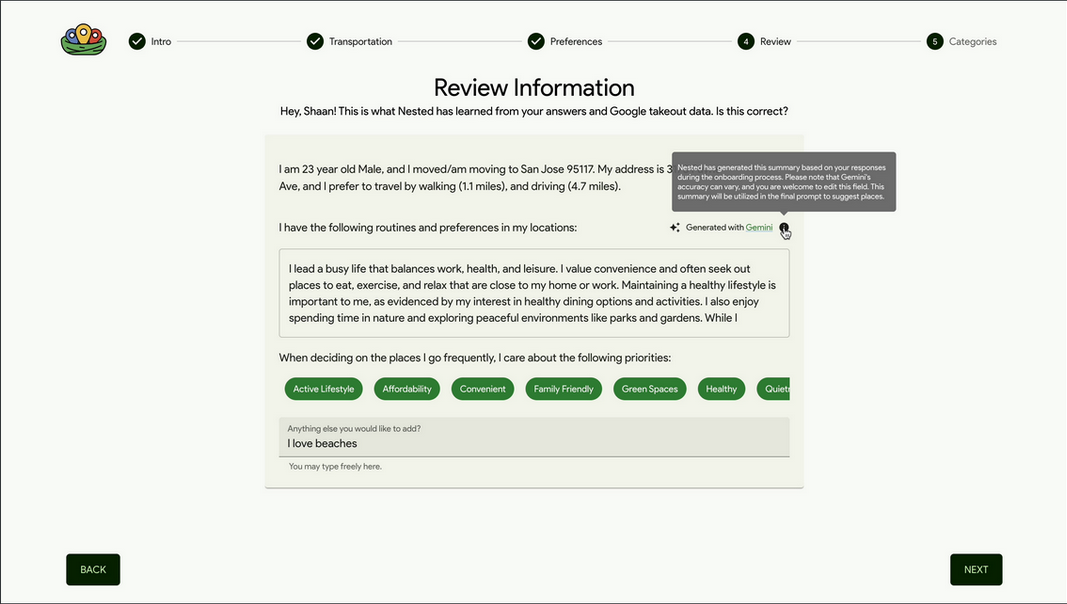 Intro
Transportation
Preferences
4 Review
5 Categories
Review Information
Hey, Shaan! This is what Nested has learned from your answers and Google takeout data. Is this correct?
I am 23 year old Male, and I moved/am moving to San Jose 95117. My address is 3
Ave, and I prefer to travel by walking (1.1 miles), and driving (4.7 miles).
Nested has generated this summary based on your responses
during the onboarding process. Please note that Gemini's
accuracy can vary, and you are welcome to edit this field. This
summary will be utilized in the final prompt to suggest places.
I have the following routines and preferences in my locations:
Generated with Gemini
I lead a busy life that balances work, health, and leisure. I value convenience and often seek out
places to eat, exercise, and relax that are close to my home or work. Maintaining a healthy lifestyle is
important to me, as evidenced by my interest in healthy dining options and activities. I also enjoy
spending time in nature and exploring peaceful environments like parks and gardens. While I
When deciding on the places I go frequently, I care about the following priorities:
Active Lifestyle Affordability Convenient Family Friendly Green Spaces Healthy
Anything else you would like to add?
I love beaches
You may type freely here.
BACK NEXT